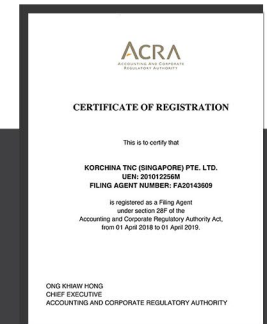 ACRA
ACCOUNTING AND CORPORATE
REGULATORY AUTHORITY
CERTIFICATE OF REGISTRATION
This is to certify that
KORCHINA TNC (SINGAPORE) PTE. LTD.
UEN: 201012256M
FILING AGENT NUMBER: FA20143609
is registered as a Filing Agent
under section 28F of the
Accounting and Corporate Regulatory Authority Act,
from 01 April 2018 to 01 April 2019.
ONG KHIAW HONG
CHIEF EXECUTIVE
ACCOUNTING AND CORPORATE REGULATORY AUTHORITY